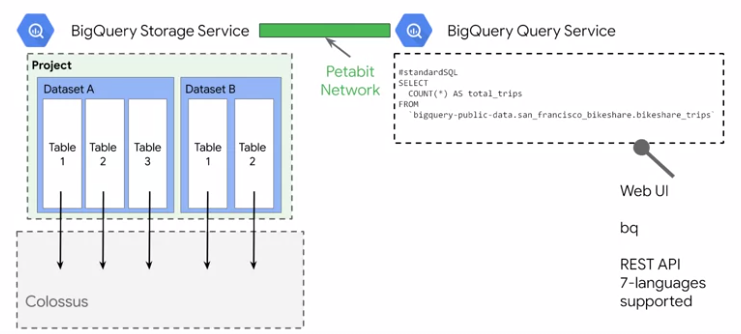 BigQuery Storage Service
BigQuery Query Service
Petabit
Network
Project
Dataset A
Table
1
Table
2
Table
3
Dataset B
Table
1
Table
2
Colossus
#standardSQL
SELECT
COUNT(*) AS total_trips
FROM
`bigquery-public-data.san_francisco_bikeshare.bikeshare_trips`
Web UI
bq
REST API
7-languages
supported